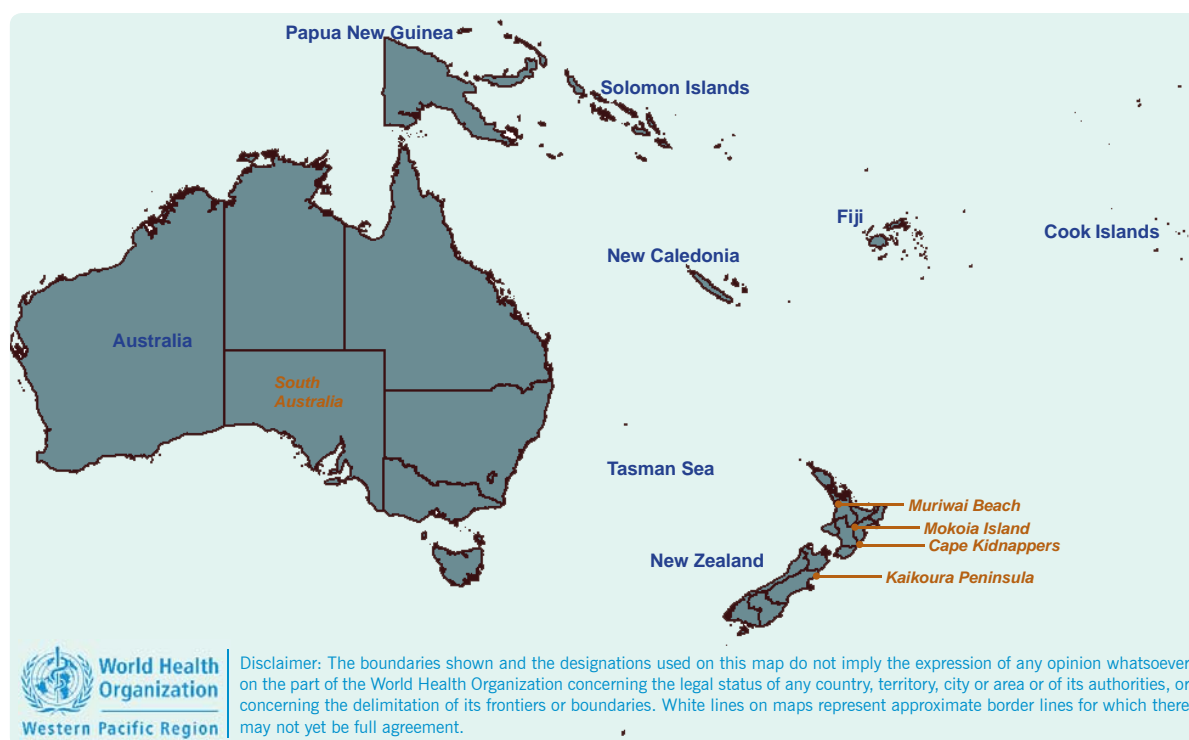 Papua New Guinea
Solomon Islands
Fiji
Cook Islands
New Caledonia
Australia
South
Australia
Tasman Sea
Muriwai Beach
Mokoia Island
Cape Kidnappers
New Zealand
Kaikoura Peninsula
World Health
Organization
Western Pacific Region
Disclaimer: The boundaries shown and the designations used on this map do not imply the expression of any opinion whatsoever
on the part of the World Health Organization concerning the legal status of any country, territory, city or area or of its authorities, or
concerning the delimitation of its frontiers or boundaries. White lines on maps represent approximate border lines for which there
may not yet be full agreement.